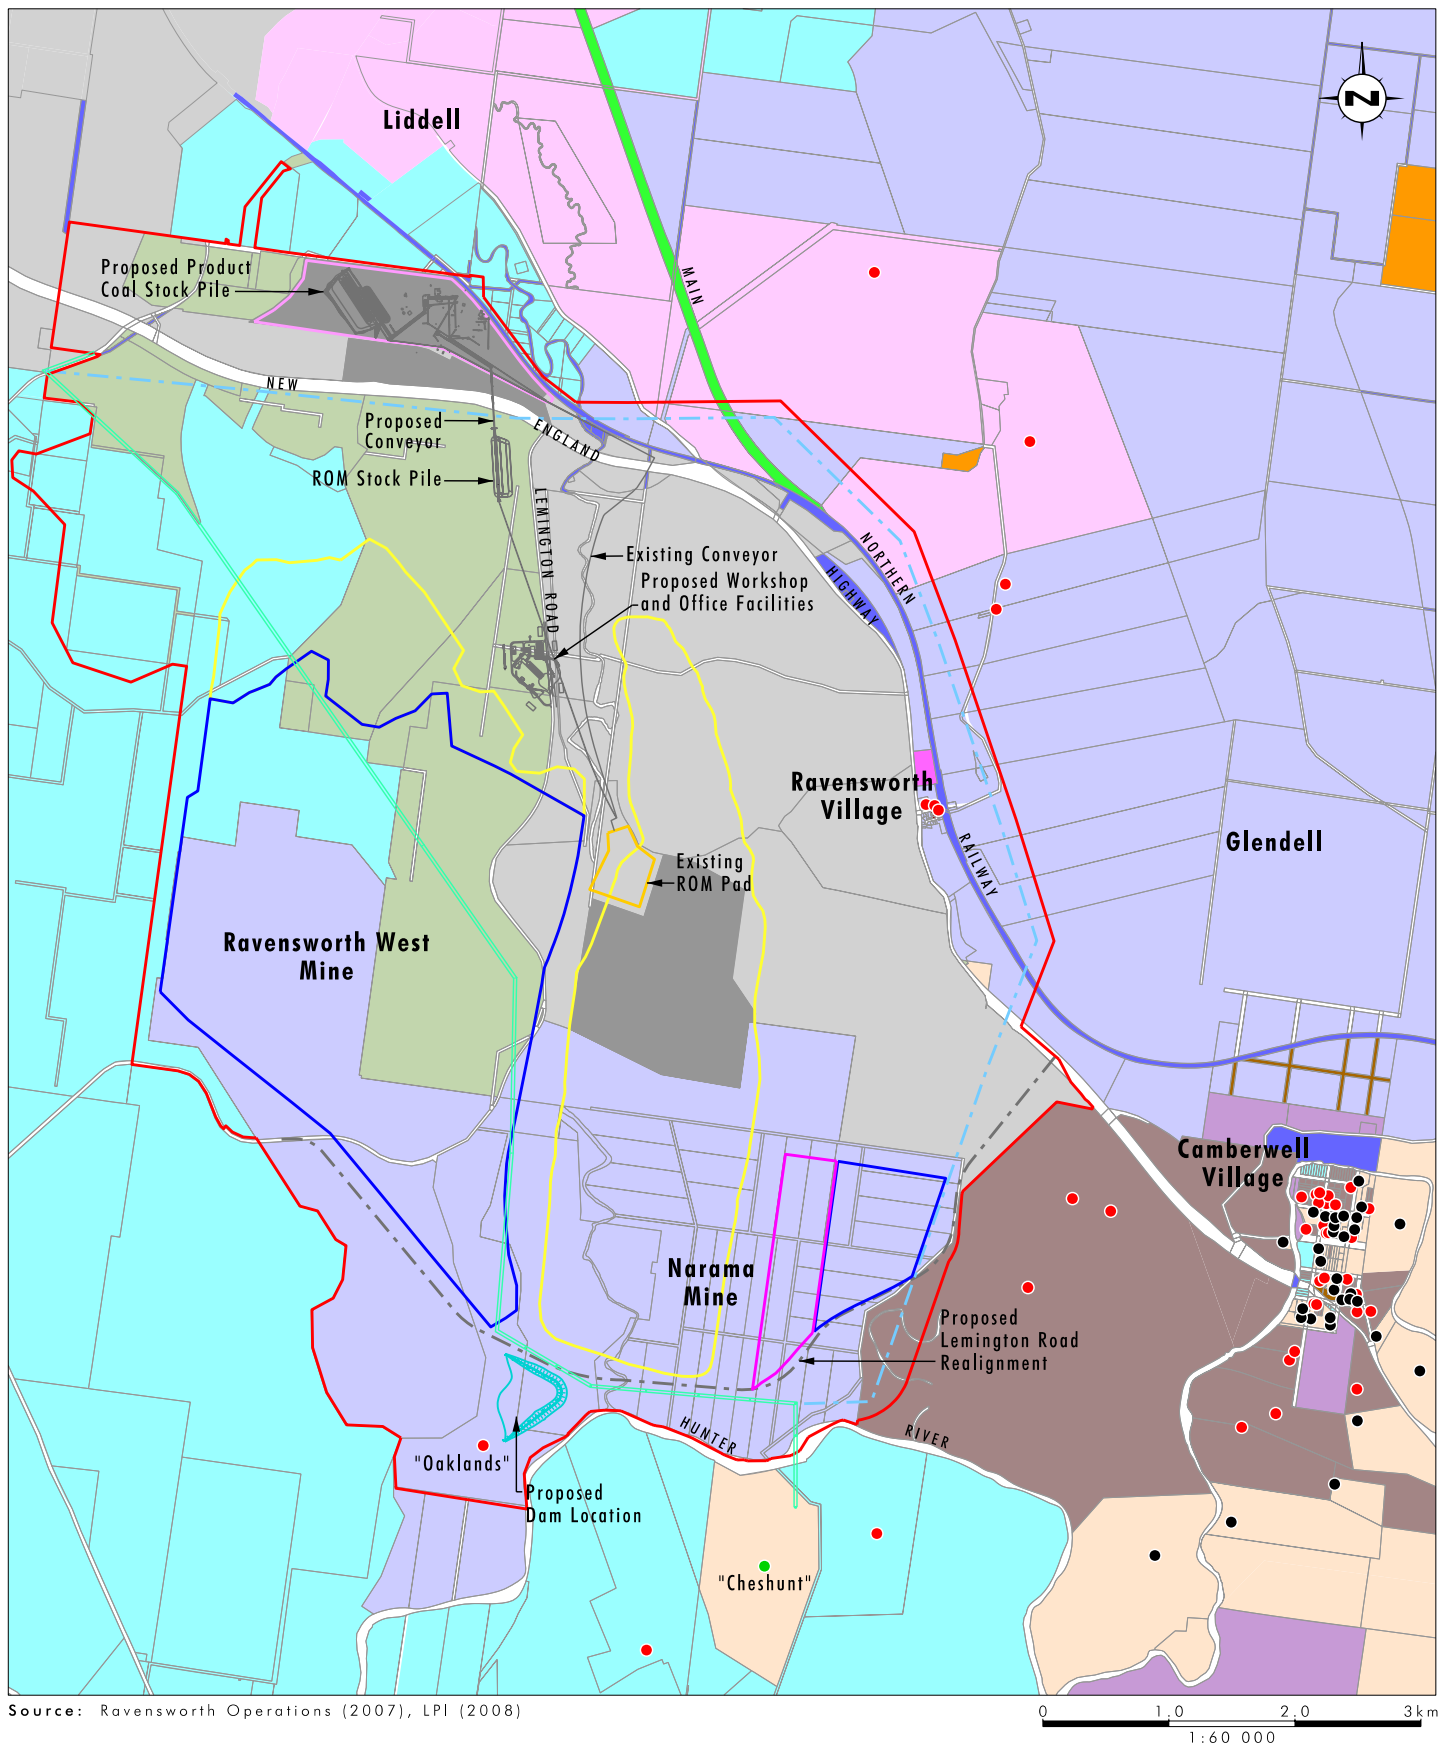 Liddell
N
Proposed Product
Coal Stock Pile
MAIN
NEW
Proposed
Conveyor
ENGLAND
ROM Stock Pile
LEMINGTON ROAD
Existing Conveyor
NORTHERN
Proposed Workshop
and Office Facilities
HIGHWAY
Ravensworth
Village
Glendell
RAILWAY
Existing
ROM Pad
Ravensworth West
Mine
Camberwell
Village
Narama
Mine
Proposed
Lemington Road
Realignment
HUNTER
RIVER
"Oaklands"
Proposed
Dam Location
"Cheshunt"
Source: Ravensworth Operations (2007), LPI (2008)
0 1.0 2.0 3km
1:60 000